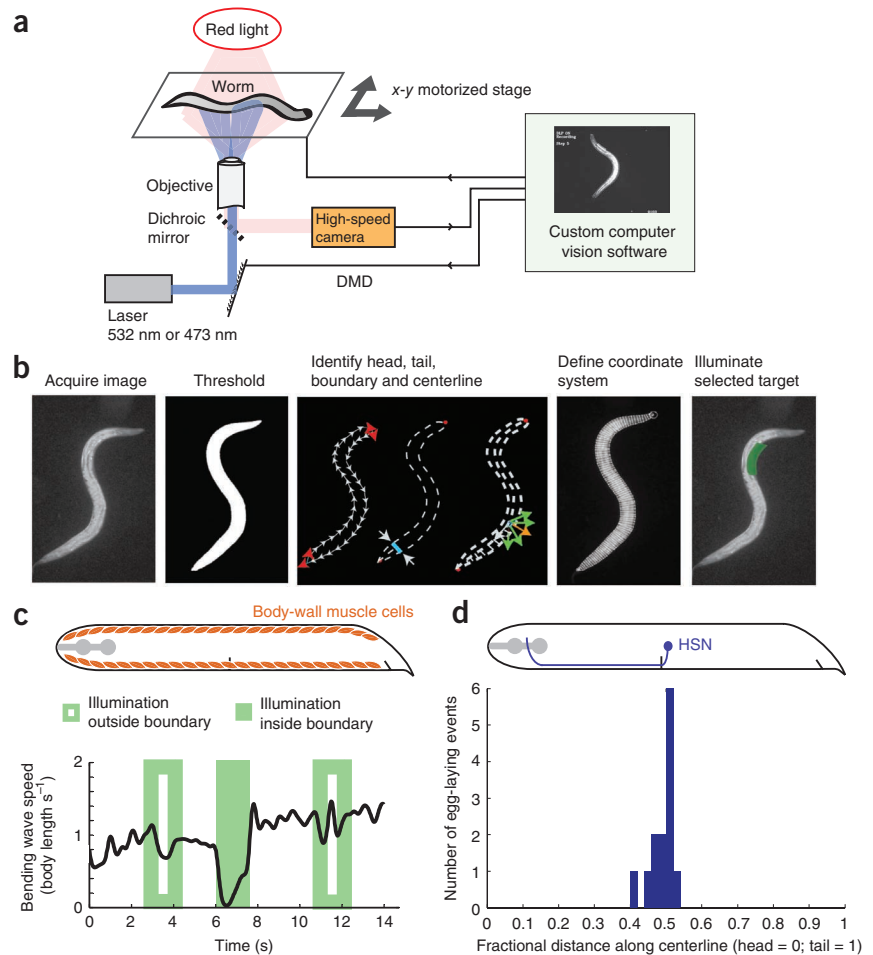 a
Red light
Worm
x-y motorized stage
Objective
Dichroic
mirror
High-speed
camera
DMD
Laser
532 nm or 473 nm
Custom computer
vision software
b
Acquire image
Threshold
Identify head, tail,
boundary and centerline
Define coordinate
system
Illuminate
selected target
c
Body-wall muscle cells
Illumination
outside boundary
Illumination
inside boundary
Bending wave speed
(body length s⁻¹)
2
1
0
0 2 4 6 8 10 12 14
Time (s)
d
HSN
Number of egg-laying events
6
5
4
3
2
1
0
0 0.1 0.2 0.3 0.4 0.5 0.6 0.7 0.8 0.9 1
Fractional distance along centerline (head = 0; tail = 1)